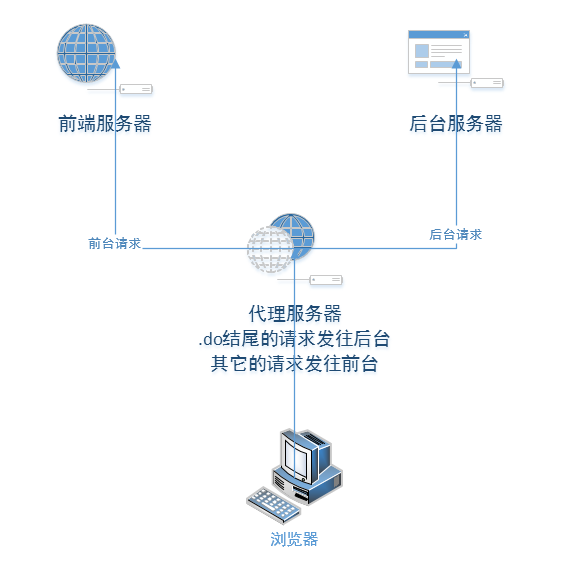 前端服务器
后台服务器
前台请求
后台请求
代理服务器
.do结尾的请求发往后台
其它的请求发往前台
浏览器